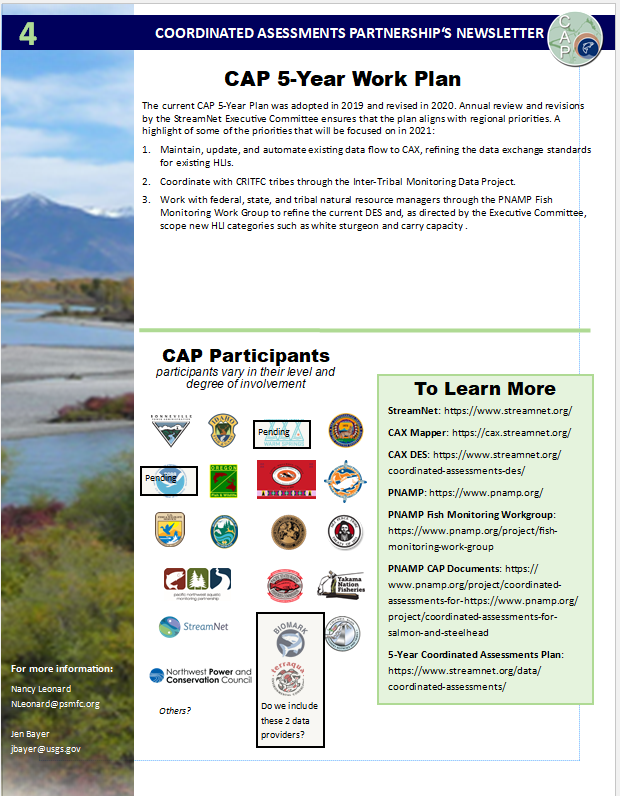 4
COORDINATED ASESSMENTS PARTNERSHIP'S NEWSLETTER
CAP
CAP 5-Year Work Plan
The current CAP 5-Year Plan was adopted in 2019 and revised in 2020. Annual review and revisions
by the StreamNet Executive Committee ensures that the plan aligns with regional priorities. A
highlight of some of the priorities that will be focused on in 2021:
1. Maintain, update, and automate existing data flow to CAX, refining the data exchange standards
for existing HLIs.
2. Coordinate with CRITFC tribes through the Inter-Tribal Monitoring Data Project.
3. Work with federal, state, and tribal natural resource managers through the PNAMP Fish
Monitoring Work Group to refine the current DES and, as directed by the Executive Committee,
scope new HLI categories such as white sturgeon and carry capacity .
CAP Participants
participants vary in their level and
degree of involvement
BONNEVILLE
IDAHO
Pending
WARM SPRINGS
Pending
OREGON
Fish & Wildlife
pacific northwest aquatic
monitoring partnership
Yakama
Nation
Fisheries
StreamNet
BIOMARK
terraqua
Northwest Power and
Conservation Council
Others?
Do we include
these 2 data
providers?
To Learn More
StreamNet: https://www.streamnet.org/
CAX Mapper: https://cax.streamnet.org/
CAX DES: https://www.streamnet.org/
coordinated-assessments-des/
PNAMP: https://www.pnamp.org/
PNAMP Fish Monitoring Workgroup:
https://www.pnamp.org/project/fish-
monitoring-work-group
PNAMP CAP Documents: https://
www.pnamp.org/project/coordinated-
assessments-for-https://www.pnamp.org/
project/coordinated-assessments-for-
salmon-and-steelhead
5-Year Coordinated Assessments Plan:
https://www.streamnet.org/data/
coordinated-assessments/
For more information:
Nancy Leonard
NLeonard@psmfc.org
Jen Bayer
jbayer@usgs.gov